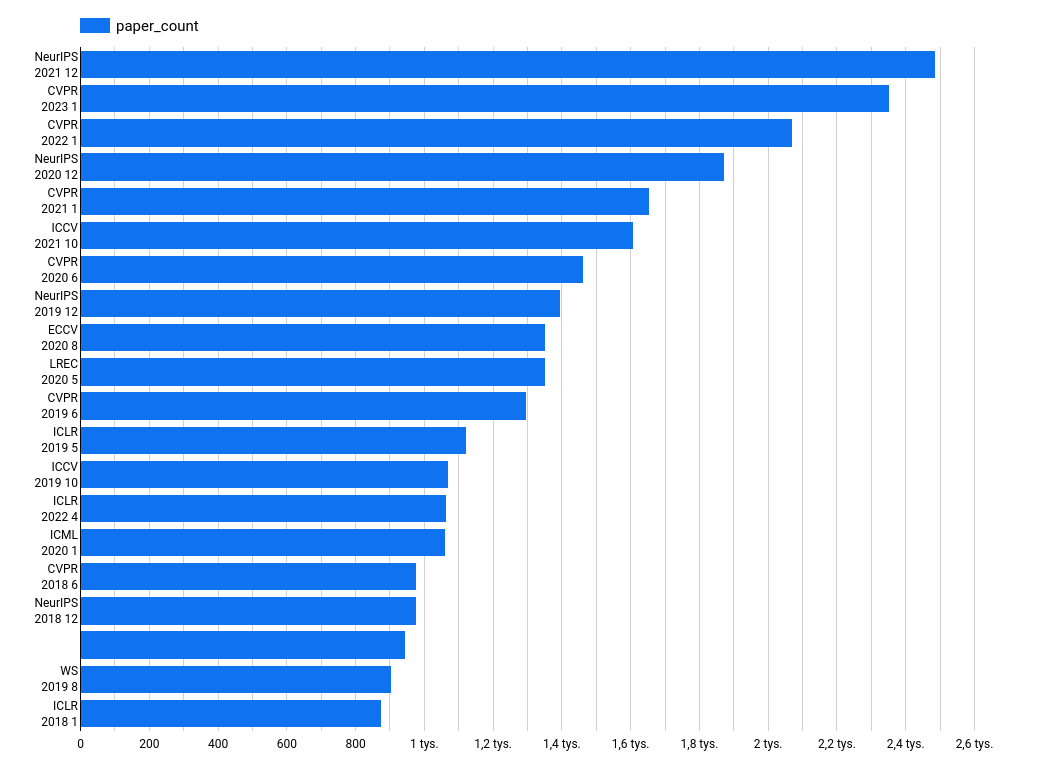 paper_count
NeurIPS
2021 12
CVPR
2023 1
CVPR
2022 1
NeurIPS
2020 12
CVPR
2021 1
ICCV
2021 10
CVPR
2020 6
NeurIPS
2019 12
ECCV
2020 8
LREC
2020 5
CVPR
2019 6
ICLR
2019 5
ICCV
2019 10
ICLR
2022 4
ICML
2020 1
CVPR
2018 6
NeurIPS
2018 12
WS
2019 8
ICLR
2018 1
0 200 400 600 800 1 tys. 1,2 tys. 1,4 tys. 1,6 tys. 1,8 tys. 2 tys. 2,2 tys. 2,4 tys. 2,6 tys.